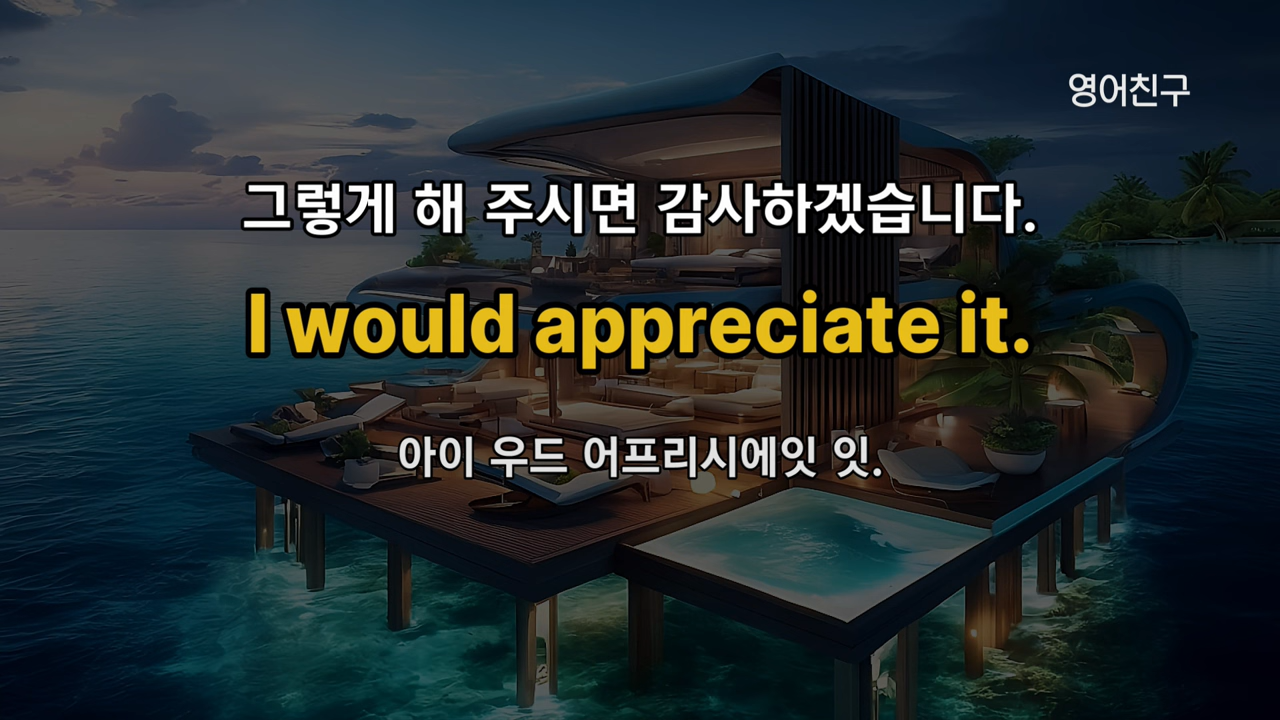 영어친구
그렇게 해 주시면 감사하겠습니다.
I would appreciate it.
아이 우드 어프리시에잇 잇.